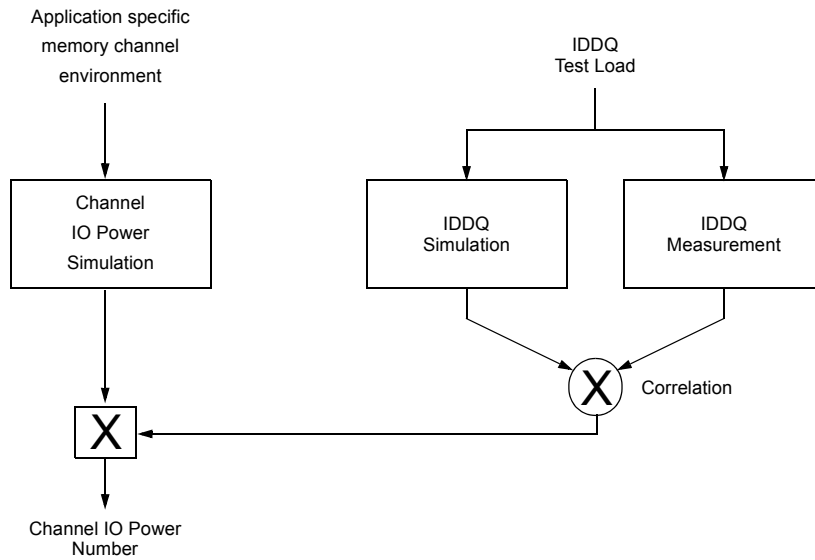 Application specific
memory channel
environment
IDDQ
Test Load
Channel
IO Power
Simulation
IDDQ
Simulation
IDDQ
Measurement
X
Correlation
X
Channel IO Power
Number